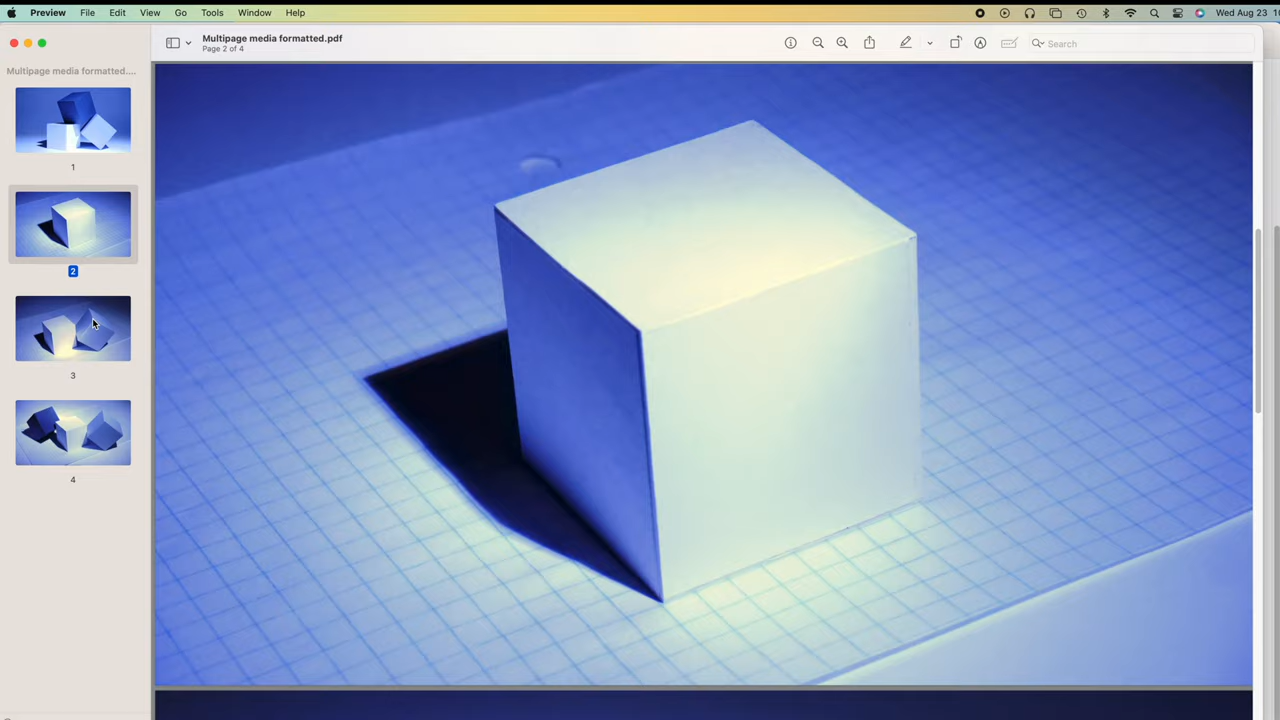 Preview File Edit View Go Tools Window Help
Wed Aug 23 1
Multipage media formatted.pdf
Page 2 of 4
Search
Multipage media formatted....
1
2
3
4